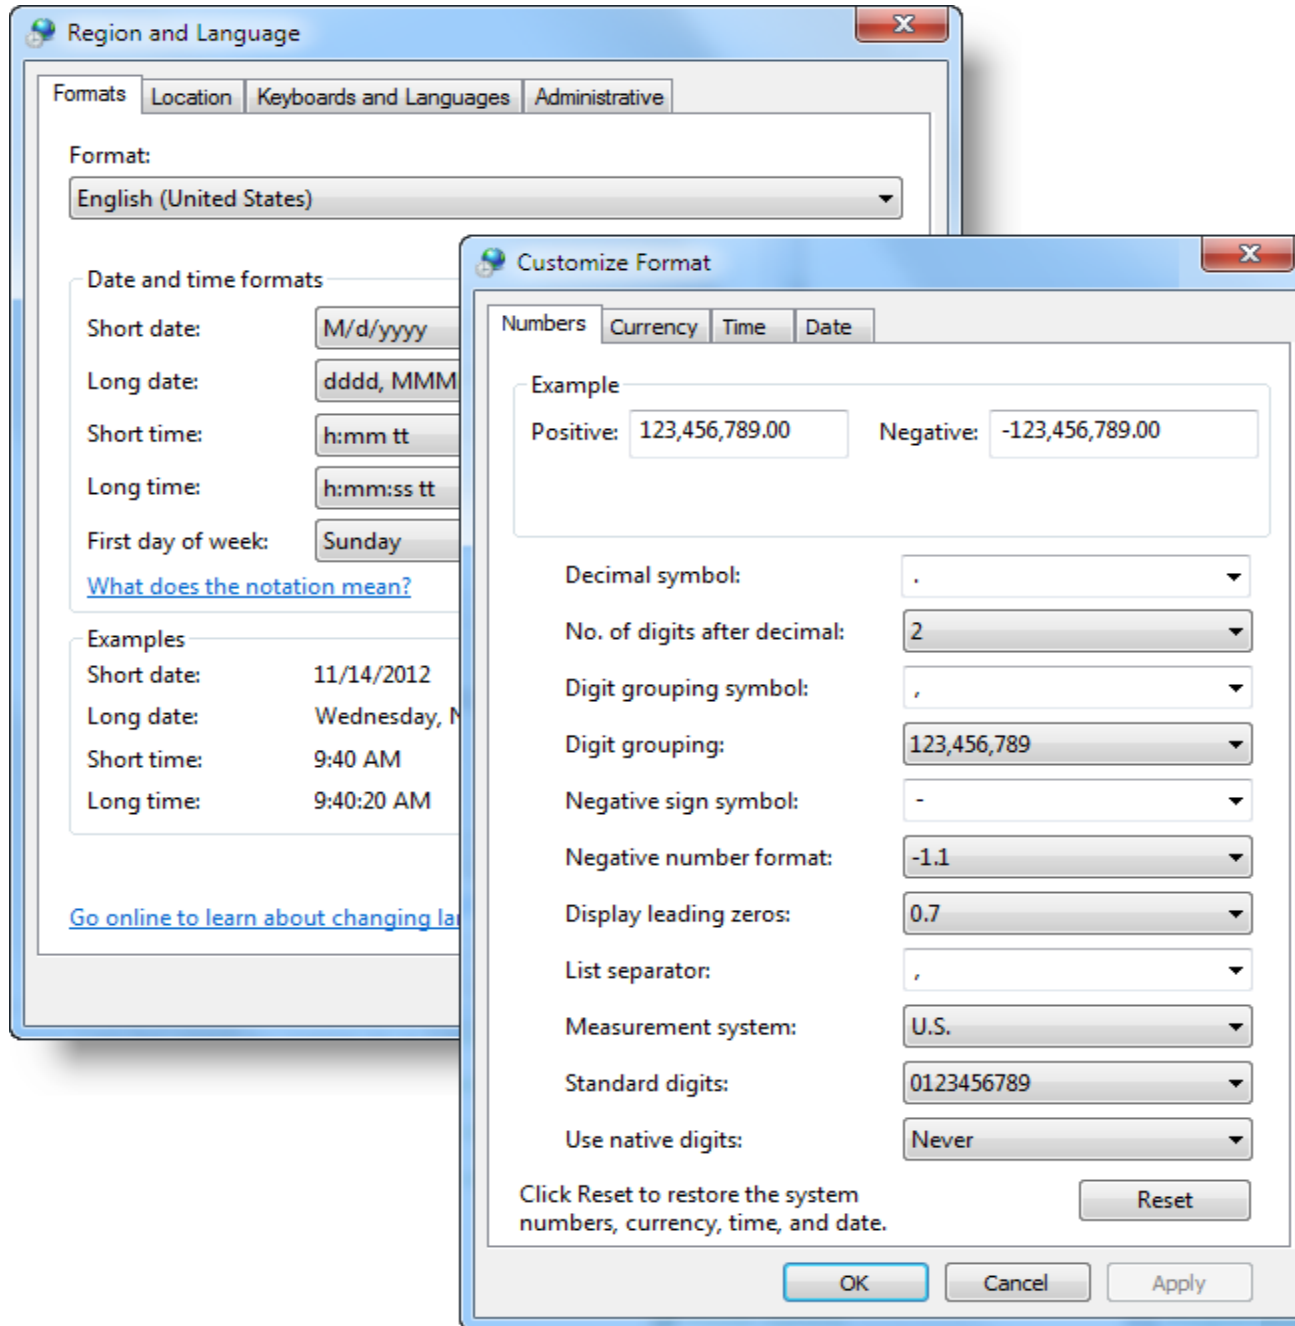 Region and Language
Formats Location Keyboards and Languages Administrative
Format:
English (United States)
Date and time formats
Short date: M/d/yyyy
Long date: dddd, MMM
Short time: h:mm tt
Long time: h:mm:ss tt
First day of week: Sunday
What does the notation mean?
Examples
Short date: 11/14/2012
Long date: Wednesday,
Short time: 9:40 AM
Long time: 9:40:20 AM
Go online to learn about changing
Customize Format
Numbers Currency Time Date
Example
Positive: 123,456,789.00 Negative: -123,456,789.00
Decimal symbol: .
No. of digits after decimal: 2
Digit grouping symbol: ,
Digit grouping: 123,456,789
Negative sign symbol: -
Negative number format: -1.1
Display leading zeros: 0.7
List separator: ,
Measurement system: U.S.
Standard digits: 0123456789
Use native digits: Never
Click Reset to restore the system
numbers, currency, time, and date.
Reset
OK Cancel Apply